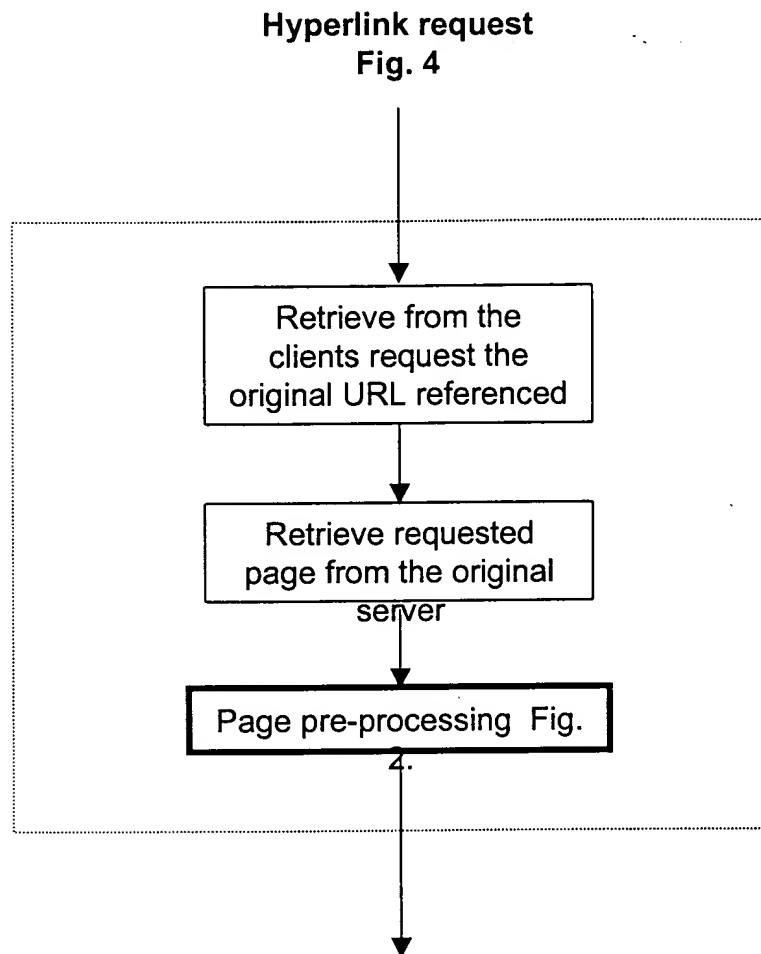 Hyperlink request
Fig. 4
Retrieve from the
clients request the
original URL referenced
Retrieve requested
page from the original
server
Page pre-processing Fig.
2.